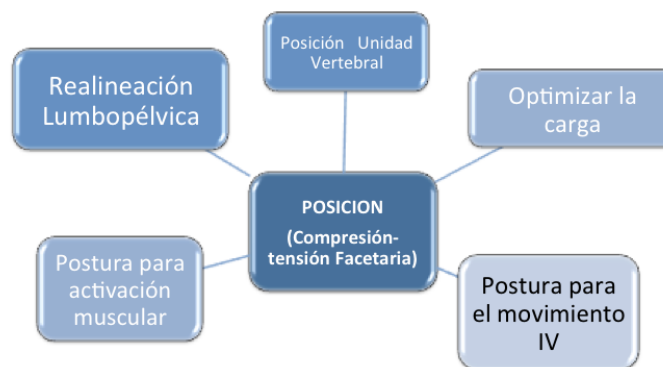 Posición Unidad
Vertebral
Realineación
Lumbopélvica
Optimizar la
carga
POSICION
(Compresión-
tensión Facetaria)
Postura para
activación
muscular
Postura para
el movimiento
IV